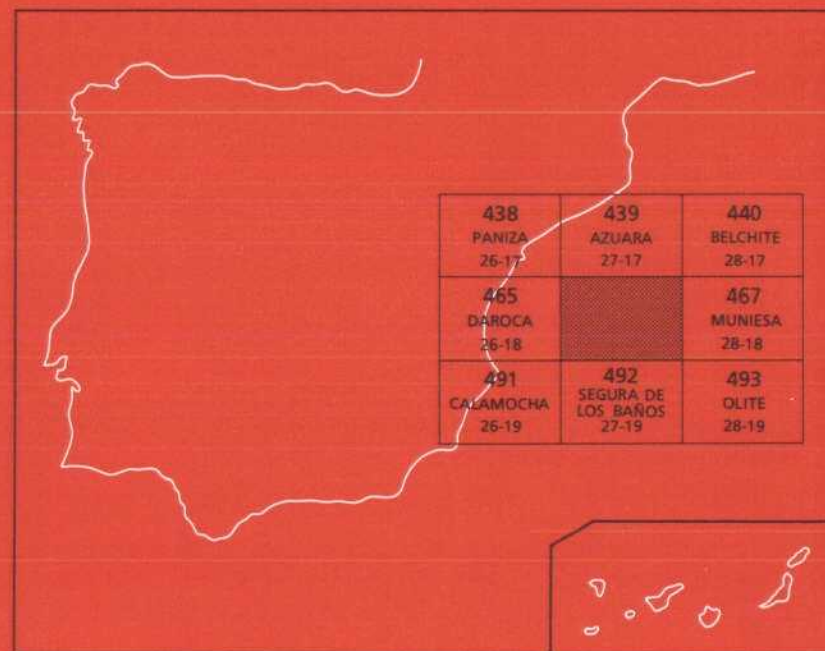 438
PANIZA
26-17
439
AZUARA
27-17
440
BELCHITE
28-17
465
DAROCA
26-18
467
MUNIESA
28-18
491
CALAMOCHA
26-19
492
SEGURA DE
LOS BAÑOS
27-19
493
OLITE
28-19